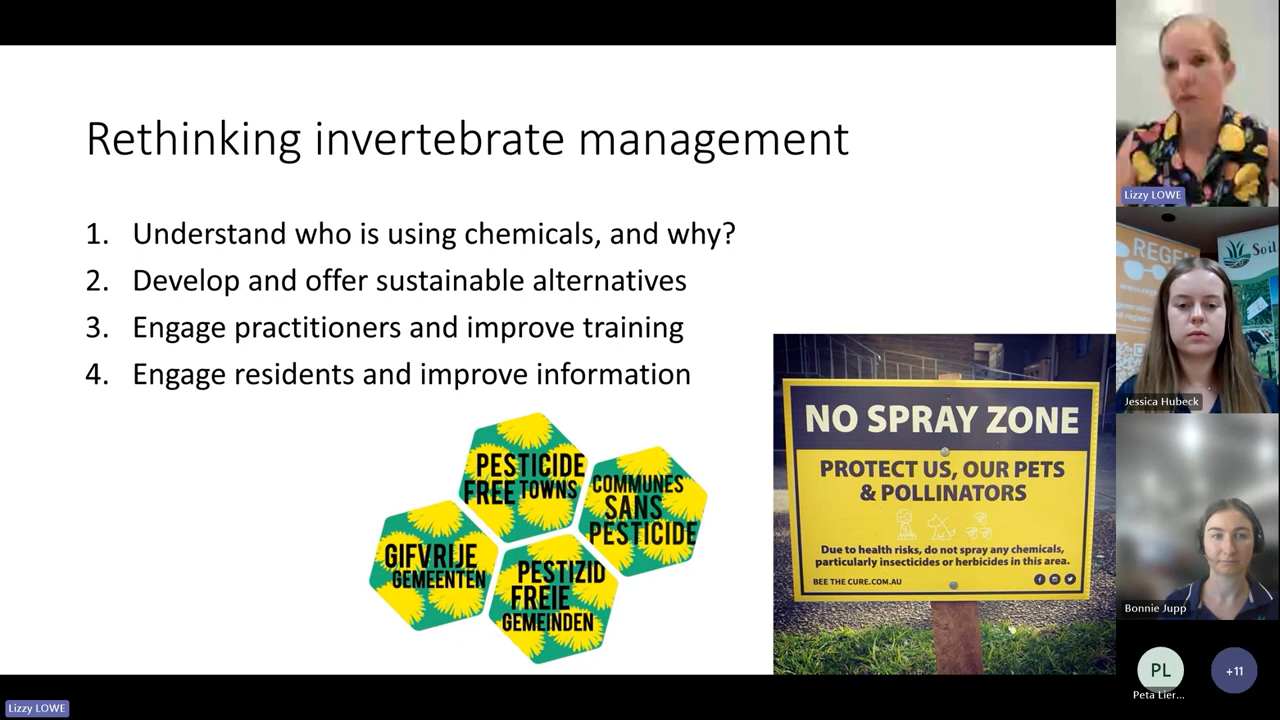 Rethinking invertebrate management
1. Understand who is using chemicals, and why?
2. Develop and offer sustainable alternatives
3. Engage practitioners and improve training
4. Engage residents and improve information
PESTICIDE
FREE TOWNS
COMMUNES
SANS
PESTICIDE
GIFVRIJE
GEMEENTEN
PESTIZID
FREIE
GEMEINDEN
NO SPRAY ZONE
PROTECT US, OUR PETS
& POLLINATORS
Due to health risks, do not spray any chemicals,
particularly insecticides or herbicides in this area.
BEE THE CURE.COM.AU
Lizzy LOWE
REGEN
Soil
Jessica Hubeck
Bonnie Jupp
PL
Peta Lier...
+11
Lizzy LOWE